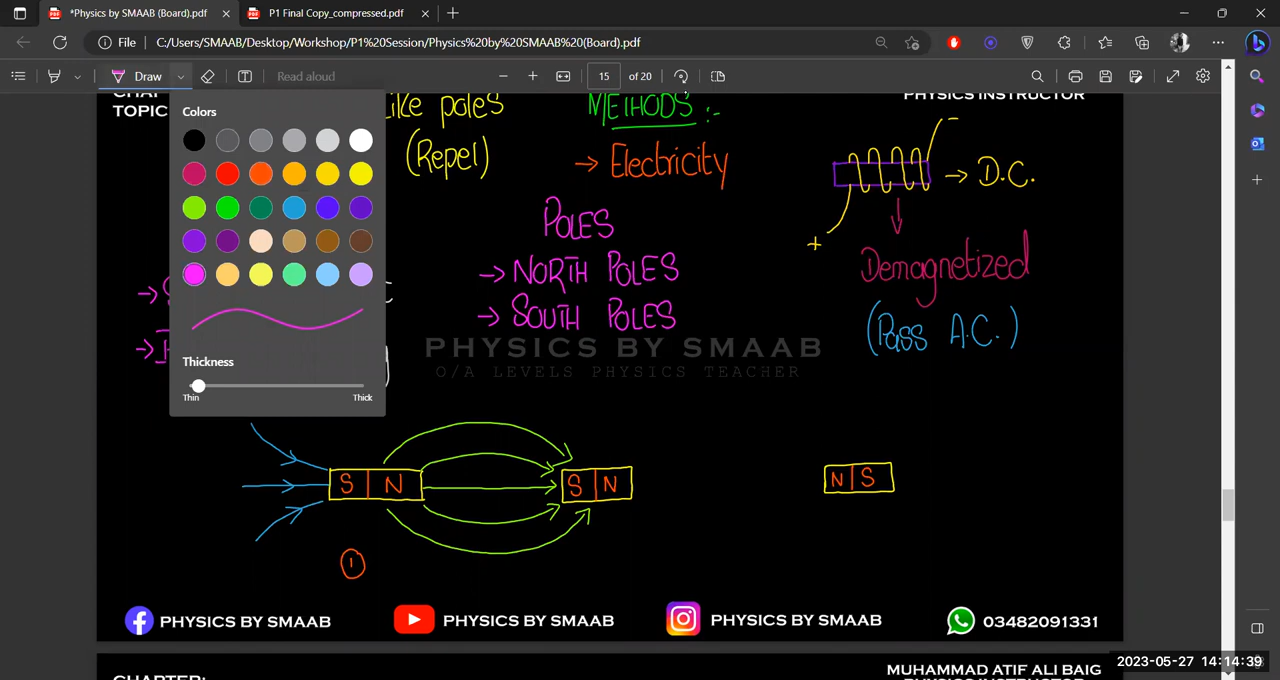 *Physics by SMAAB (Board).pdf
P1 Final Copy_compressed.pdf
File
C:/Users/SMAAB/Desktop/Workshop/P1%20Session/Physics%20by%20SMAAB%20(Board).pdf
Draw
Read aloud
15
of 20
TOPIC
PHYSICS INSTRUCTOR
Like poles
(Repel)
METHODS :-
→ Electricity
→ D.C.
+
-
Demagnetized
(Pass A.C.)
POLES
→ NORTH POLES
→ SOUTH POLES
PHYSICS BY SMAAB
O/A LEVELS PHYSICS TEACHER
Colors
Thickness
Thin
Thick
S N
S N
N S
1
PHYSICS BY SMAAB
PHYSICS BY SMAAB
PHYSICS BY SMAAB
03482091331
CHAPTER:
MUHAMMAD ATIF ALI BAIG
2023-05-27 14:14:39